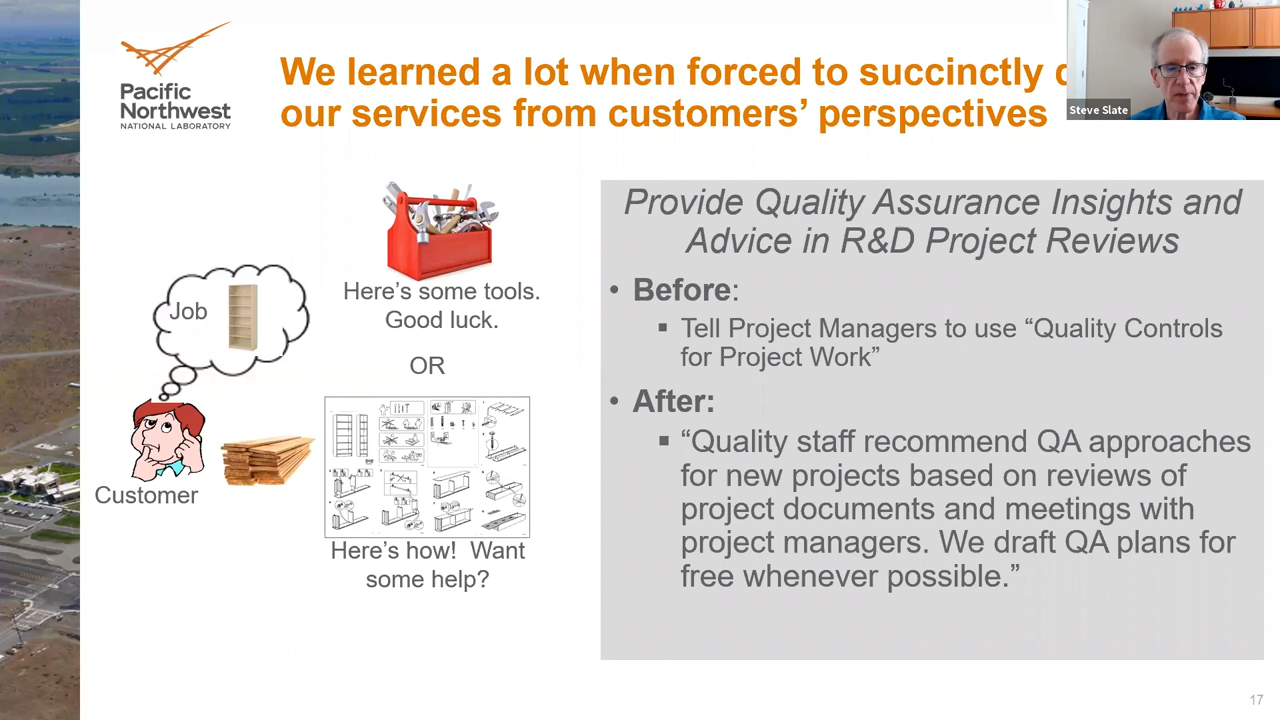 Pacific
Northwest
NATIONAL LABORATORY
We learned a lot when forced to succinctly
our services from customers’ perspectives
Steve Slate
Here’s some tools.
Good luck.
OR
Job
Customer
Here’s how! Want
some help?
Provide Quality Assurance Insights and
Advice in R&D Project Reviews
• Before:
▪ Tell Project Managers to use “Quality Controls
for Project Work”
• After:
▪ “Quality staff recommend QA approaches
for new projects based on reviews of
project documents and meetings with
project managers. We draft QA plans for
free whenever possible.”
17